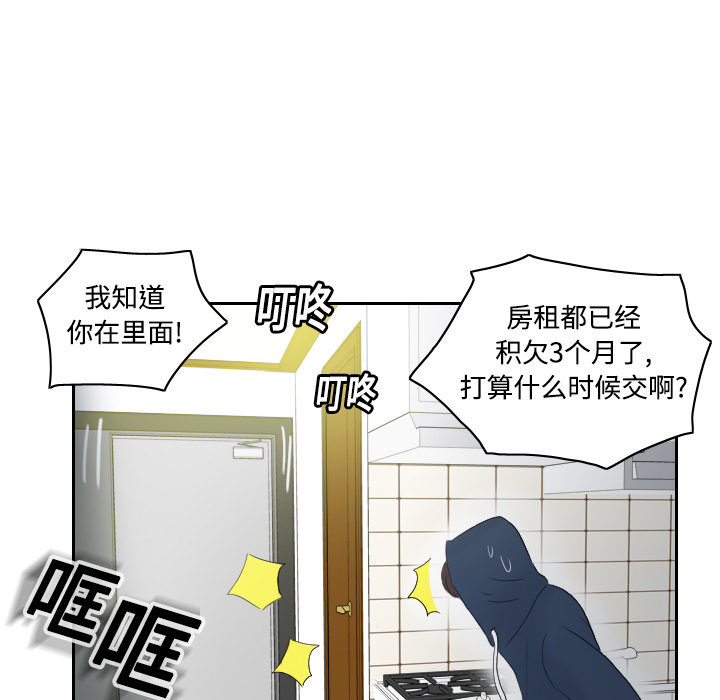 我知道
你在里面!
叮咚
叮咚
房租都已经
积欠3个月了,
打算什么时候交啊?
哐哐